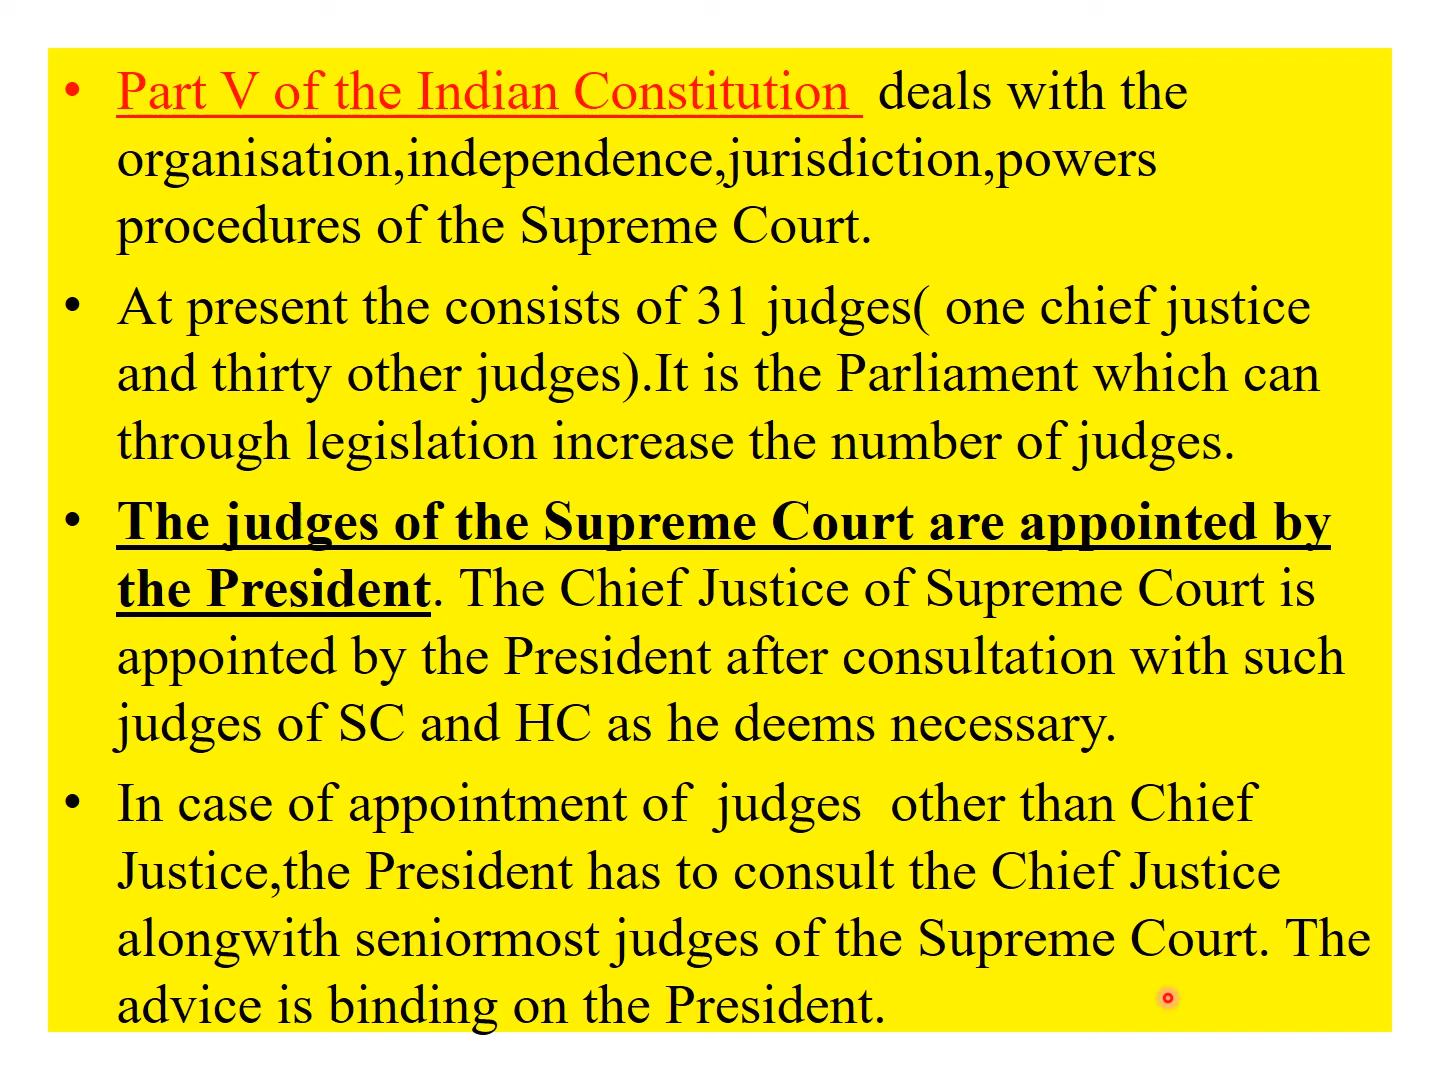 • Part V of the Indian Constitution  deals with the
organisation,independence,jurisdiction,powers
procedures of the Supreme Court.
• At present the consists of 31 judges( one chief justice
and thirty other judges).It is the Parliament which can
through legislation increase the number of judges.
• The judges of the Supreme Court are appointed by
the President. The Chief Justice of Supreme Court is
appointed by the President after consultation with such
judges of SC and HC as he deems necessary.
• In case of appointment of  judges  other than Chief
Justice,the President has to consult the Chief Justice
alongwith seniormost judges of the Supreme Court. The
advice is binding on the President.